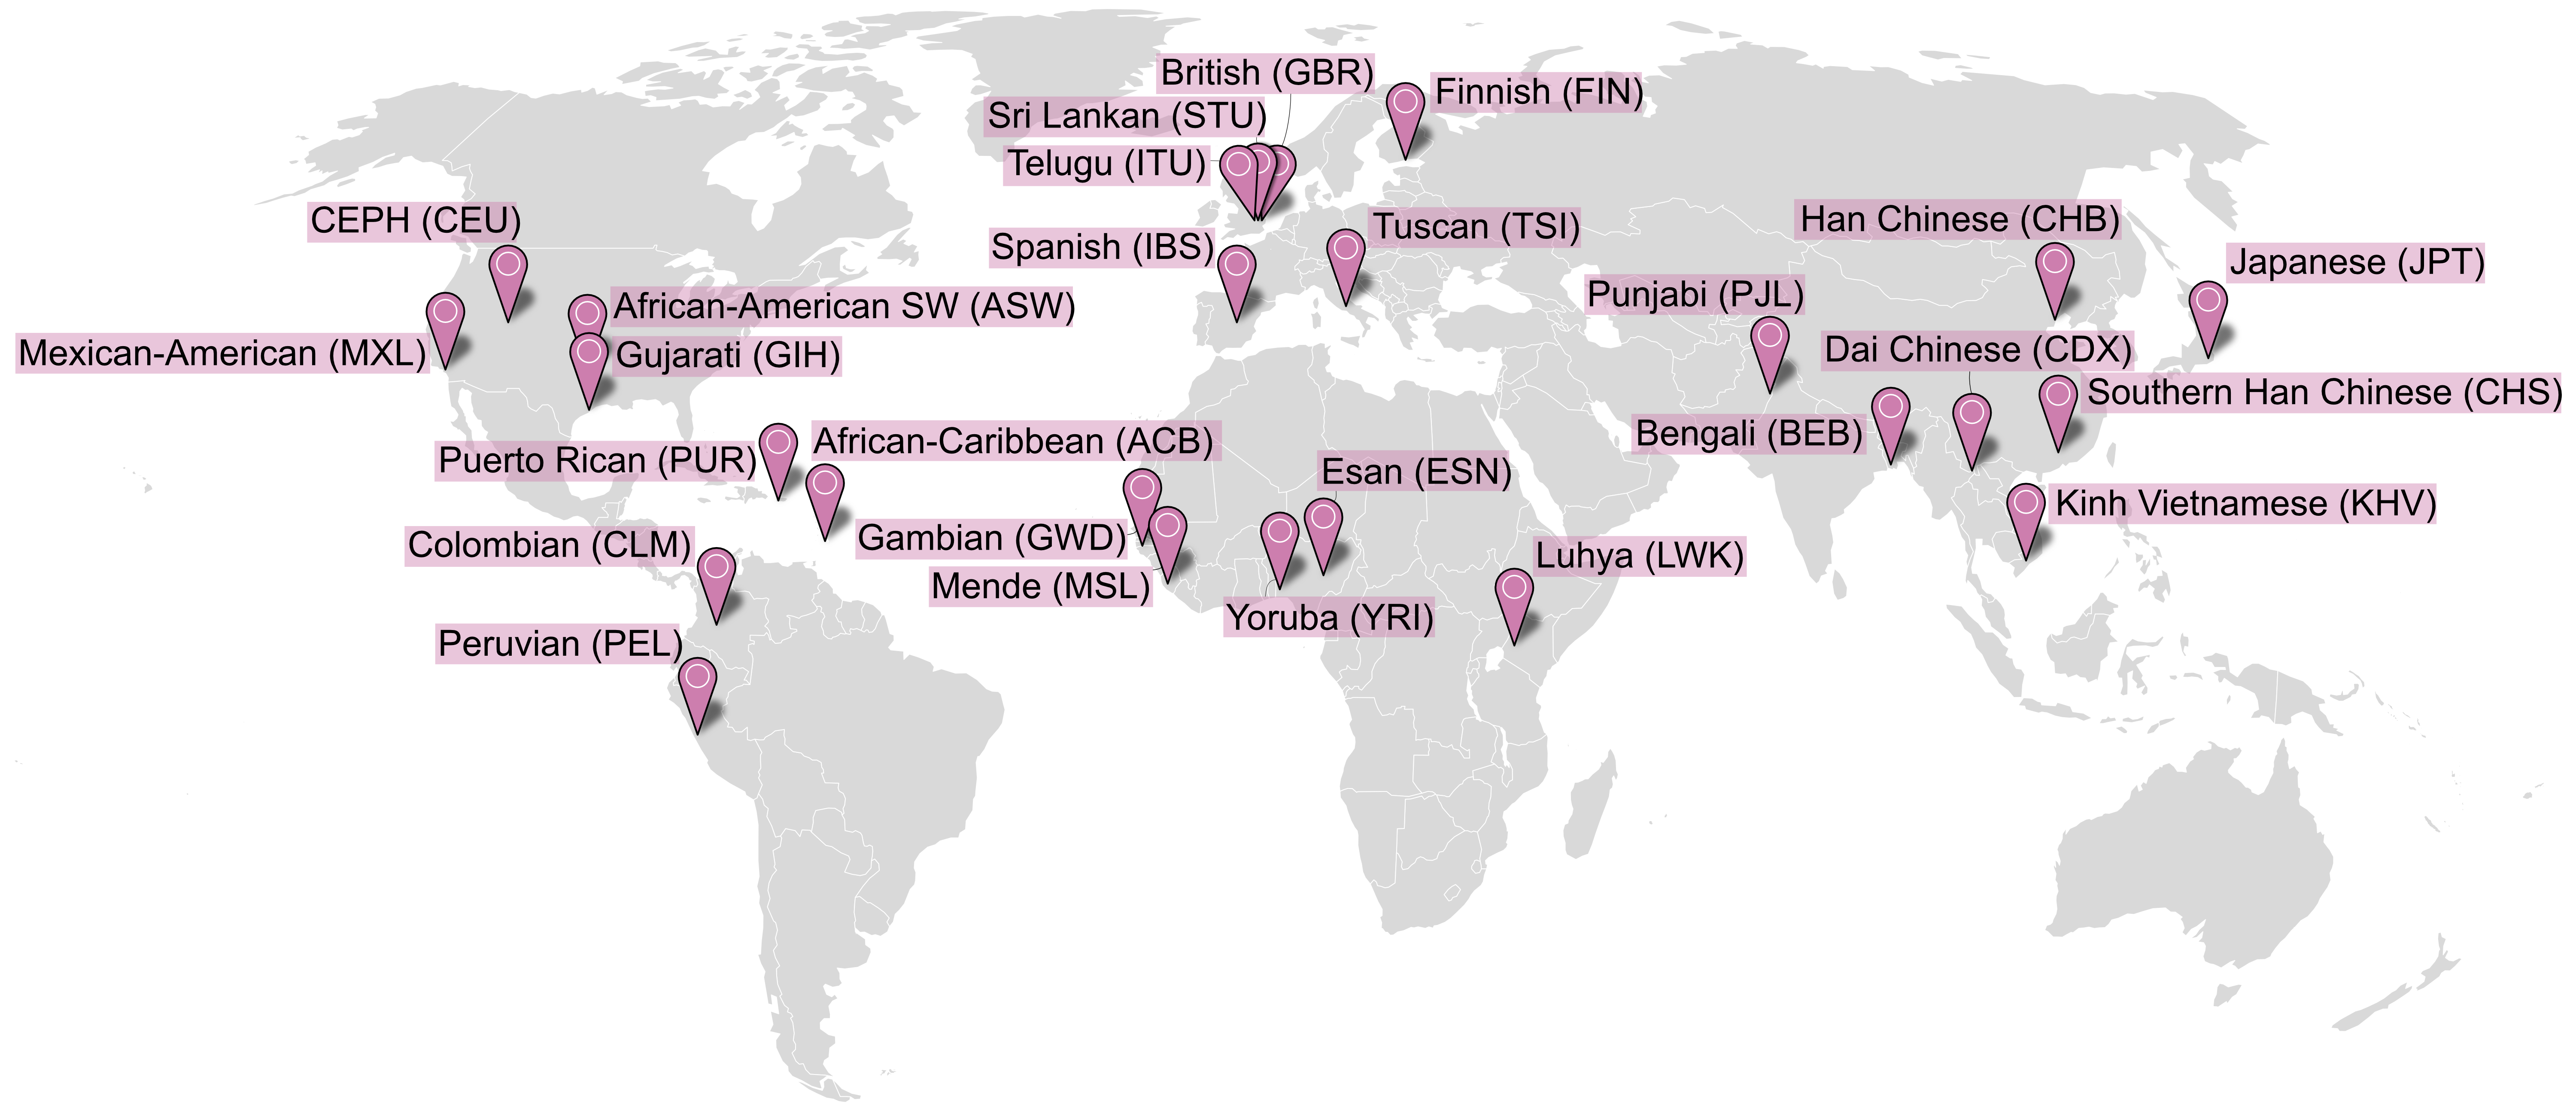 British (GBR)
Finnish (FIN)
Sri Lankan (STU)
Telugu (ITU)
CEPH (CEU)
Han Chinese (CHB)
Tuscan (TSI)
Spanish (IBS)
Japanese (JPT)
Punjabi (PJL)
African-American SW (ASW)
Mexican-American (MXL)
Gujarati (GIH)
Dai Chinese (CDX)
Southern Han Chinese (CHS)
African-Caribbean (ACB)
Bengali (BEB)
Puerto Rican (PUR)
Esan (ESN)
Kinh Vietnamese (KHV)
Gambian (GWD)
Colombian (CLM)
Luhya (LWK)
Mende (MSL)
Yoruba (YRI)
Peruvian (PEL)